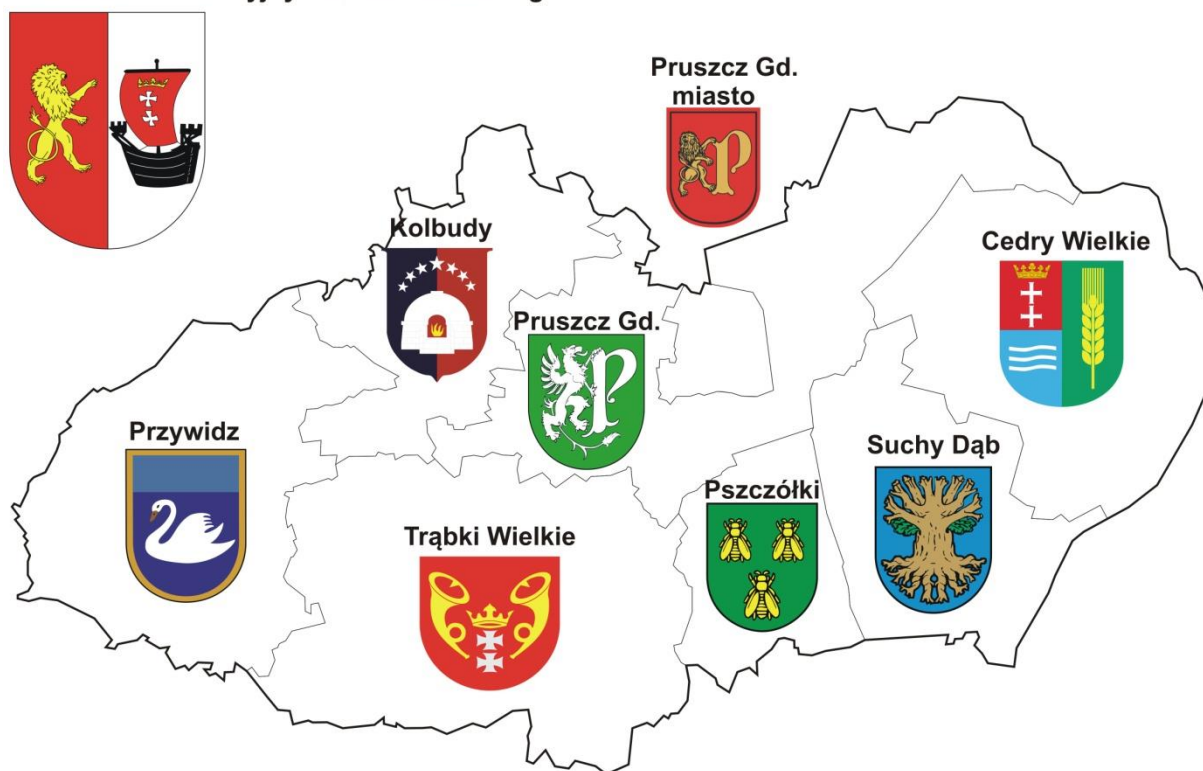 Pruszcz Gd.
miasto
Kolbudy
Cedry Wielkie
Pruszcz Gd.
Przywidz
Suchy Dąb
Pszczółki
Trąbki Wielkie